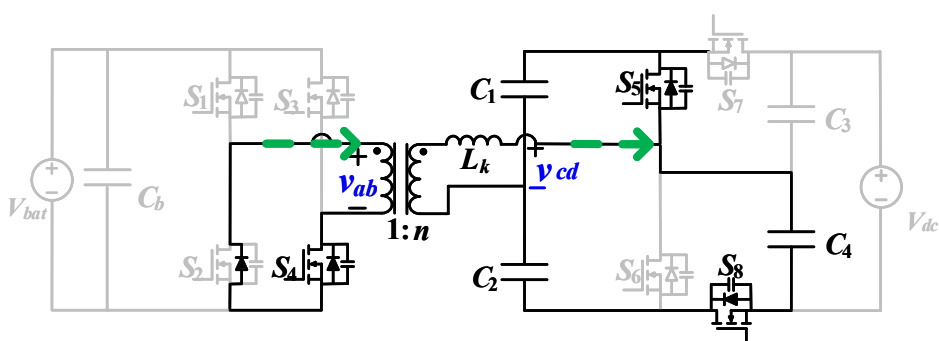 S1
S3
C1
S5
S7
C3
Vbat
Cb
vab
Lk
vcd
Vdc
1:n
S2
S4
C2
S6
S8
C4